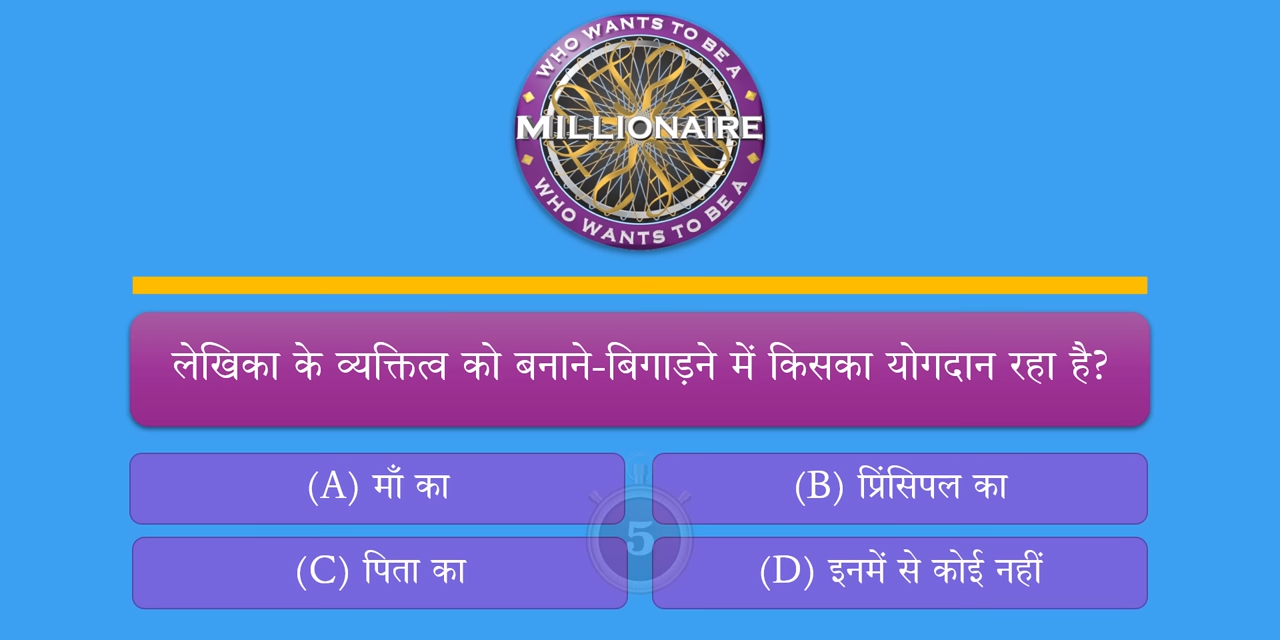 WHO WANTS TO BE A
MILLIONAIRE
WHO WANTS TO BE A
लेखिका के व्यक्तित्व को बनाने-बिगाड़ने में किसका योगदान रहा है?
(A) माँ का
(B) प्रिंसिपल का
5
(C) पिता का
(D) इनमें से कोई नहीं